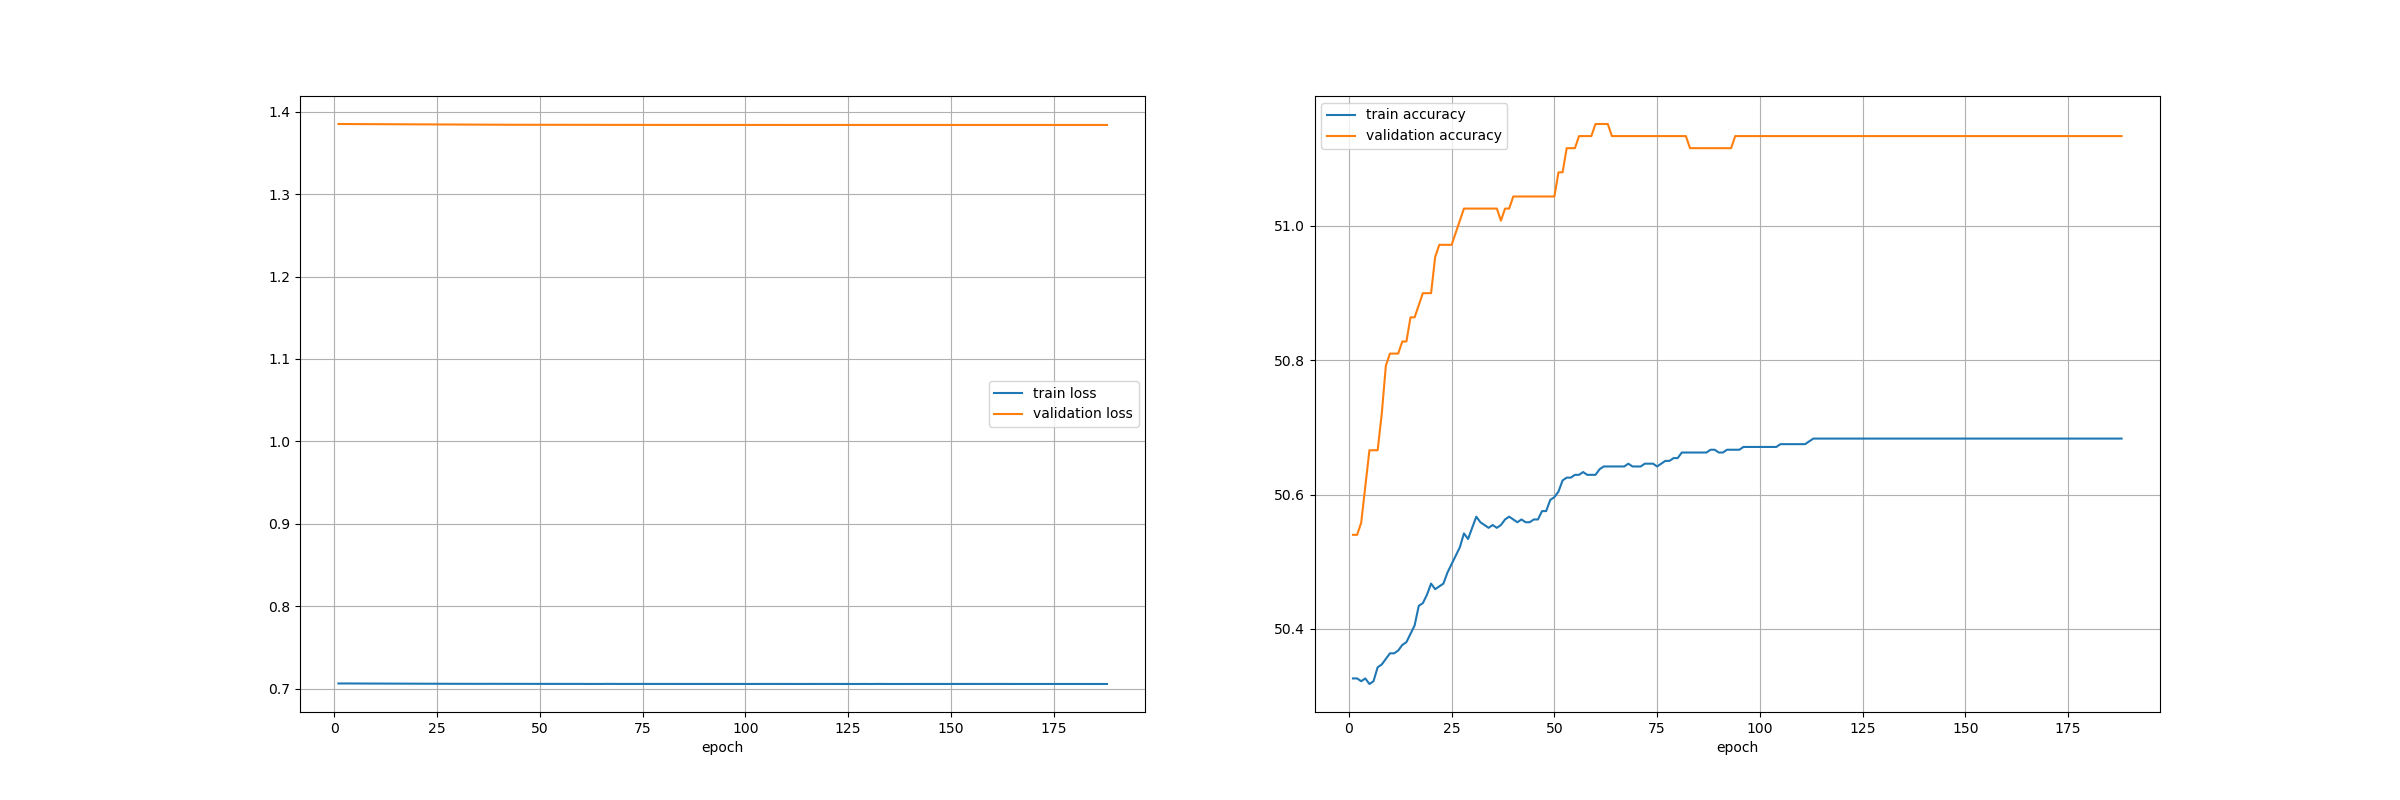 1.4
1.3
1.2
1.1
1.0
0.9
0.8
0.7
0 25 50 75 100 125 150 175
epoch
train loss
validation loss
train accuracy
validation accuracy
51.0
50.8
50.6
50.4
0 25 50 75 100 125 150 175
epoch